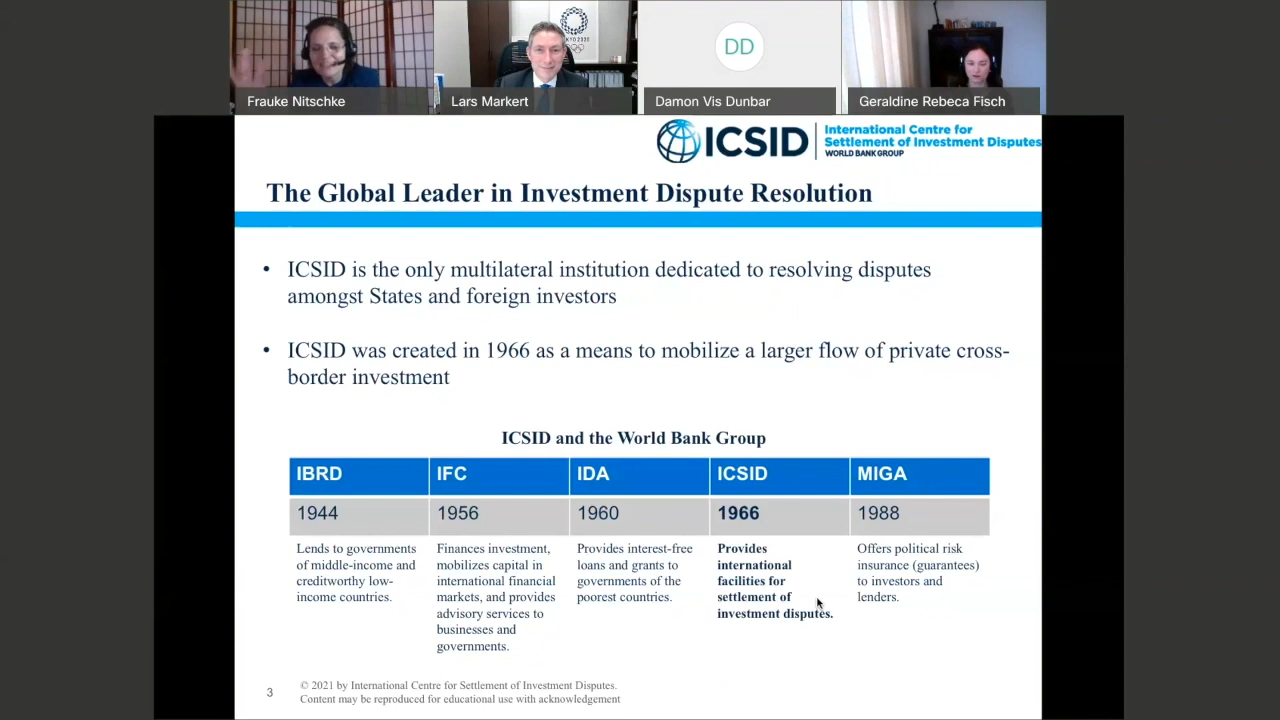 TOKYO 2020
Frauke Nitschke
Lars Markert
DD
Damon Vis Dunbar
Geraldine Rebeca Fisch
ICSID
International Centre for
Settlement of Investment Disputes
WORLD BANK GROUP
The Global Leader in Investment Dispute Resolution
• ICSID is the only multilateral institution dedicated to resolving disputes
amongst States and foreign investors
• ICSID was created in 1966 as a means to mobilize a larger flow of private cross-
border investment
ICSID and the World Bank Group
IBRD
IFC
IDA
ICSID
MIGA
1944
1956
1960
1966
1988
Lends to governments
of middle-income and
creditworthy low-
income countries.
Finances investment,
mobilizes capital in
international financial
markets, and provides
advisory services to
businesses and
governments.
Provides interest-free
loans and grants to
governments of the
poorest countries.
Provides
international
facilities for
settlement of
investment disputes.
Offers political risk
insurance (guarantees)
to investors and
lenders.
3
© 2021 by International Centre for Settlement of Investment Disputes.
Content may be reproduced for educational use with acknowledgement